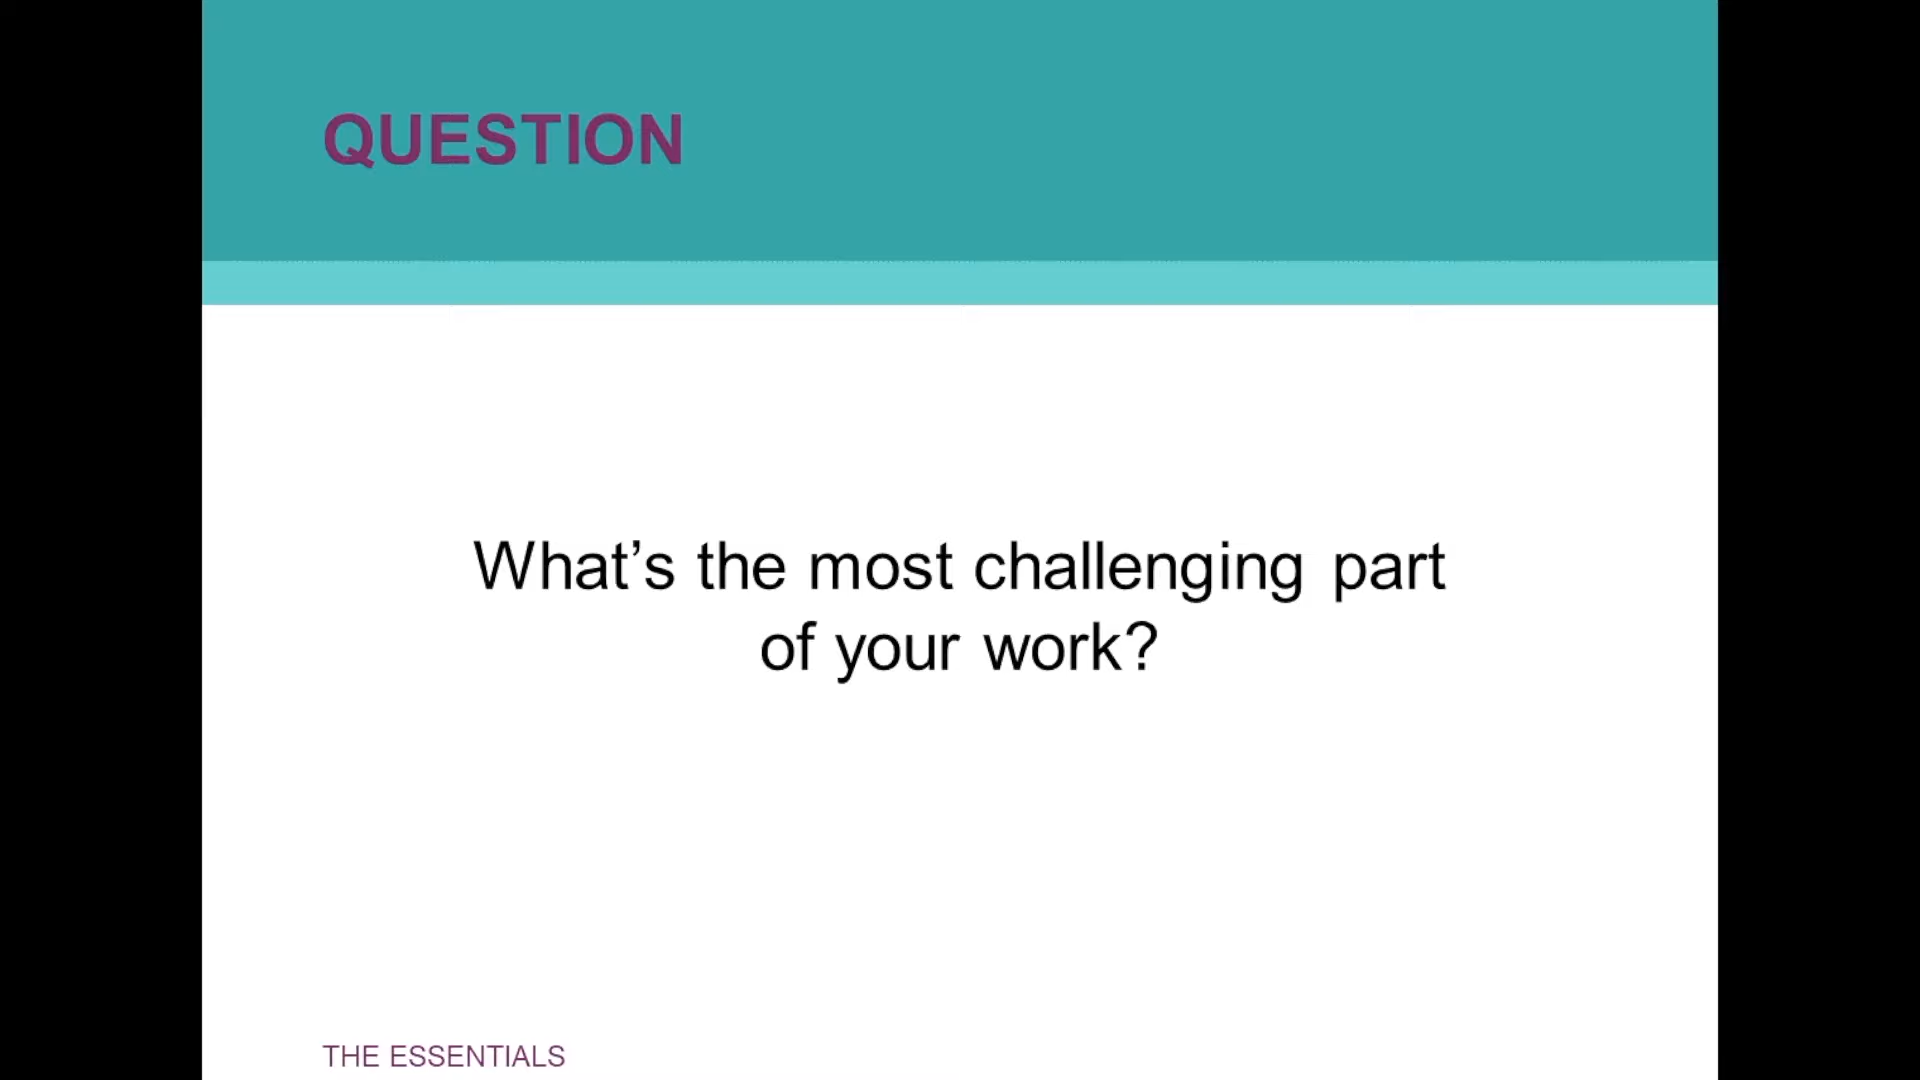 QUESTION
What’s the most challenging part
of your work?
THE ESSENTIALS